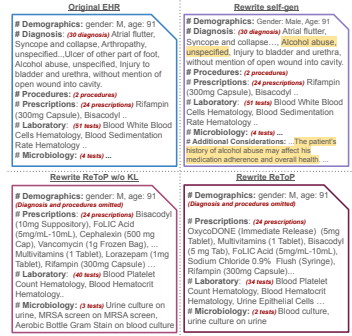 Original EHR
# Demographics: gender: M, age: 91
# Diagnosis: (30 diagnosis) Atrial flutter,
Syncope and collapse, Arthropathy,
unspecified...Ulcer of other part of foot,
Alcohol abuse, unspecified, Injury to
bladder and urethra, without mention of
open wound into cavity.
# Procedures: (2 procedures)
# Prescriptions: (24 prescriptions) Rifampin
(300mg Capsule), Bisacodyl ..
# Laboratory: (51 tests) Blood White Blood
Cells Hematology, Blood Sedimentation
Rate Hematology ..
# Microbiology: (4 tests) ...
Rewrite self-gen
# Demographics: Gender: Male, Age: 91
# Diagnosis: (30 diagnosis) Atrial flutter,
Syncope and collapse…, Alcohol abuse,
unspecified, Injury to bladder and urethra,
without mention of open wound into cavity.
# Procedures: (2 procedures)
# Prescriptions: (24 prescriptions) Rifampin
(300mg Capsule), Bisacodyl ..
# Laboratory: (51 tests) Blood White Blood
Cells Hematology, Blood Sedimentation
Rate Hematology ..
# Microbiology: (4 tests) ...
# Additional Considerations: ...The patient's
history of alcohol abuse may affect his
medication adherence and overall health. ...
Rewrite ReToP w/o KL
# Demographics: gender: M, age: 91
(Diagnosis and procedures omitted)
# Prescriptions: (24 prescriptions) Bisacodyl
(10mg Suppository), FoLIC Acid
(5mg/mL-10mL), Cephalexin (500 mg
Cap), Vancomycin (1g Frozen Bag), ...
Multivitamins (1 Tablet), Lorazepam (1mg
Tablet), Rifampin (300mg Capsule) ...
# Laboratory: (40 tests) Blood Platelet
Count Hematology, Blood Hematocrit
Hematology..
# Microbiology: (3 tests) Urine culture on
urine, MRSA screen on MRSA screen,
Aerobic Bottle Gram Stain on blood culture
Rewrite ReToP
# Demographics: gender: M, age: 91
(Diagnosis and procedures omitted)
# Prescriptions: (24 prescriptions)
OxycoDONE (Immediate Release) (5mg
Tablet), Multivitamins (1 Tablet), Bisacodyl
(5 mg Tab), FoLIC Acid (5mg/mL-10mL),
Sodium Chloride 0.9% Flush (Syringe),
Rifampin (300mg Capsule)...
# Laboratory: (34 tests) Blood Platelet
Count Hematology, Blood Hematocrit
Hematology, Urine Epithelial Cells ...
# Microbiology: (2 tests) Blood culture,
urine culture on urine